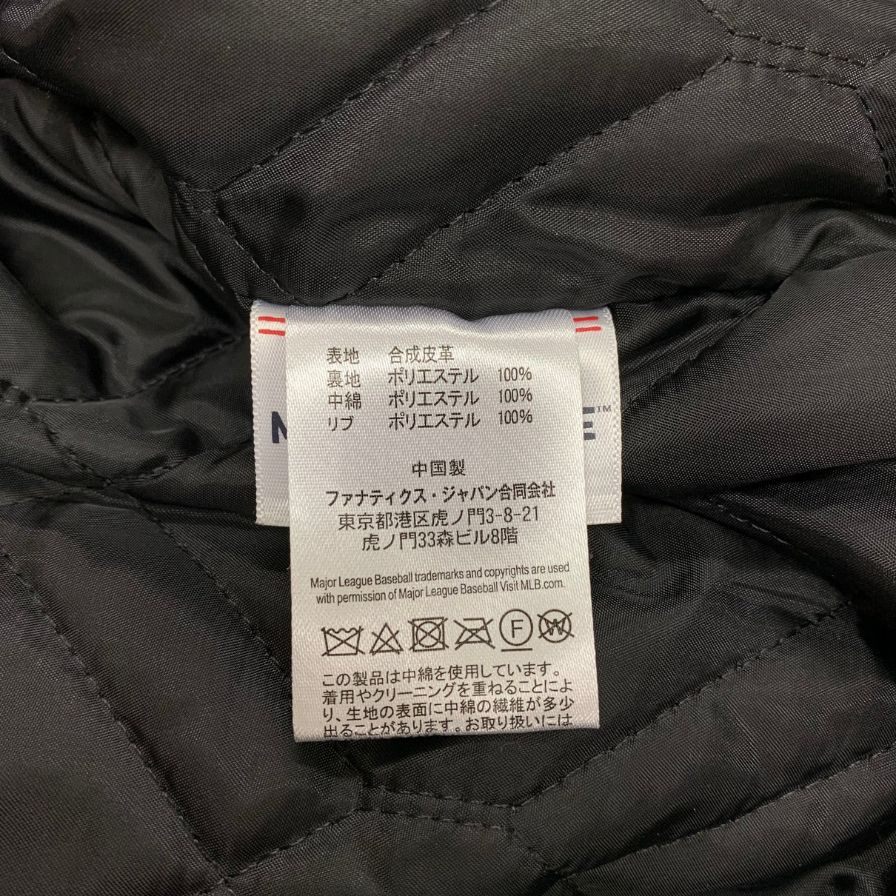 表地 合成皮革
裏地 ポリエステル 100%
中綿 ポリエステル 100%
リブ ポリエステル 100%
M E™
中国製
ファナティクス・ジャパン合同会社
東京都港区虎ノ門3-8-21
虎ノ門33森ビル8階
Major League Baseball trademarks and copyrights are used
with permission of Major League Baseball Visit MLB.com.
F W
この製品は中綿を使用しています。
着用やクリーニングを重ねることによ
り、生地の表面に中綿の繊維が多少
出ることがあります。お取り扱いには